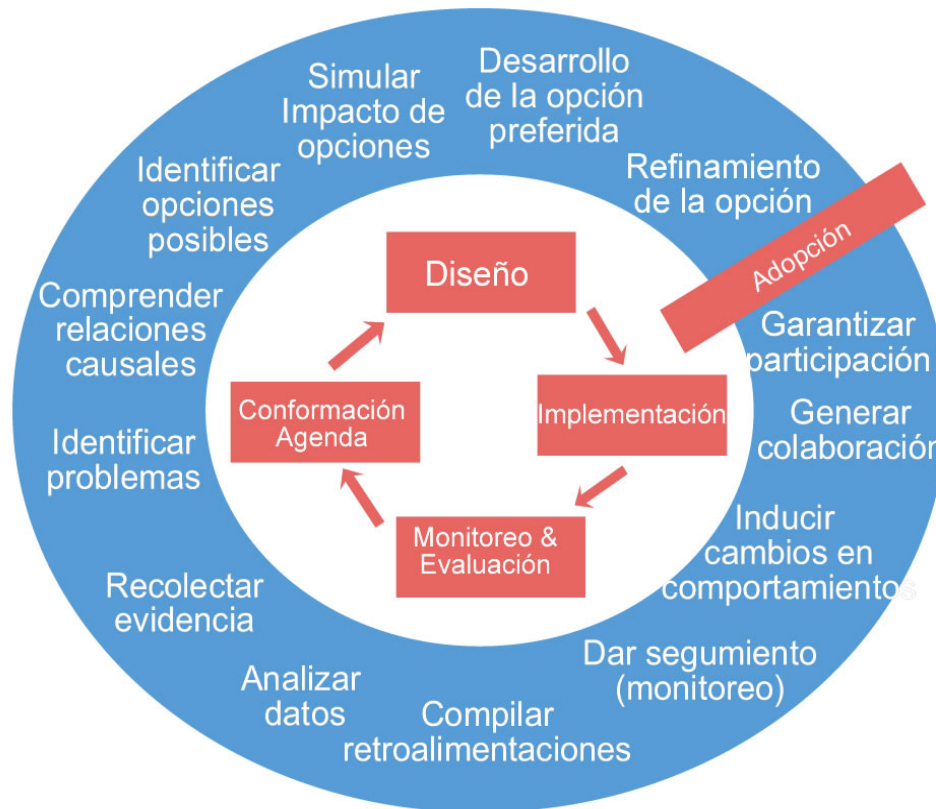 Simular
Impacto de
opciones
Desarrollo
de la opción
preferida
Refinamiento
de la opción
Adopción
Garantizar
participación
Generar
colaboración
Inducir
cambios en
comportamientos
Dar segumiento
(monitoreo)
Compilar
retroalimentaciones
Analizar
datos
Recolectar
evidencia
Identificar
problemas
Comprender
relaciones
causales
Identificar
opciones
posibles
Diseño
Implementación
Monitoreo &
Evaluación
Conformación
Agenda